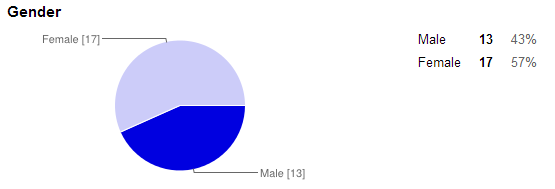 Gender
Female [17]
Male 13 43%
Female 17 57%
Male [13]